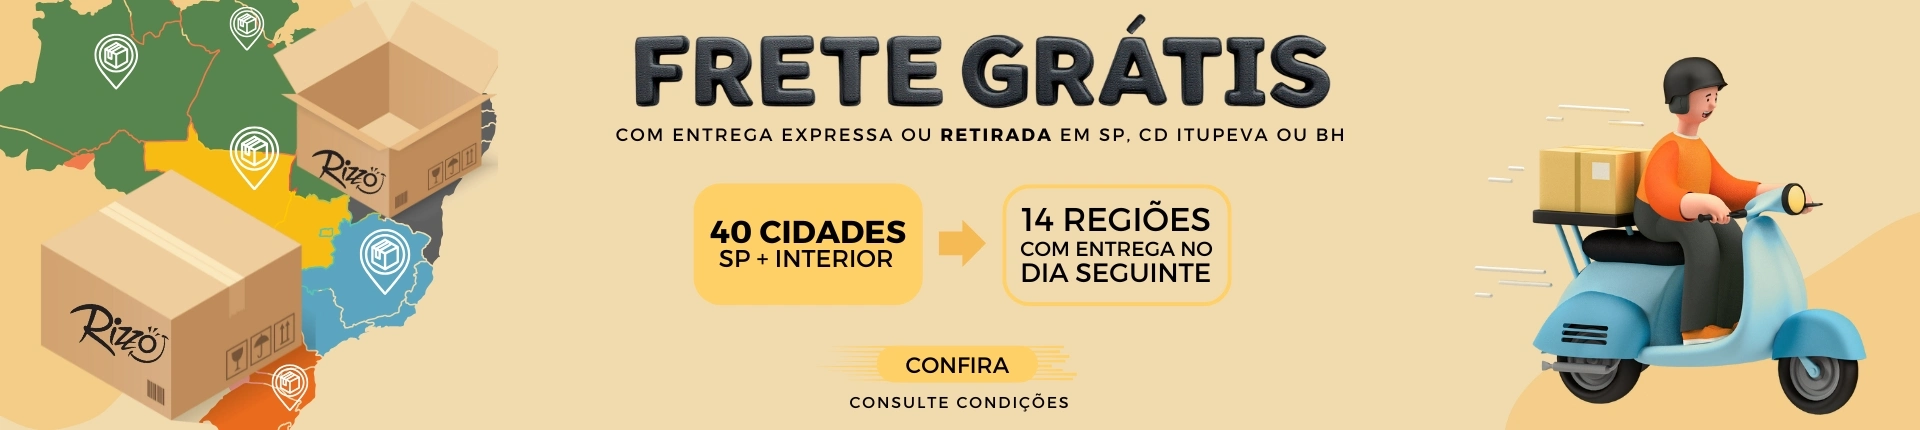 FRETE GRÁTIS
COM ENTREGA EXPRESSA OU RETIRADA EM SP, CD ITUPEVA OU BH
40 CIDADES
SP + INTERIOR
14 REGIÕES
COM ENTREGA NO
DIA SEGUINTE
CONFIRA
CONSULTE CONDIÇÕES
Rizzo
Rizzo